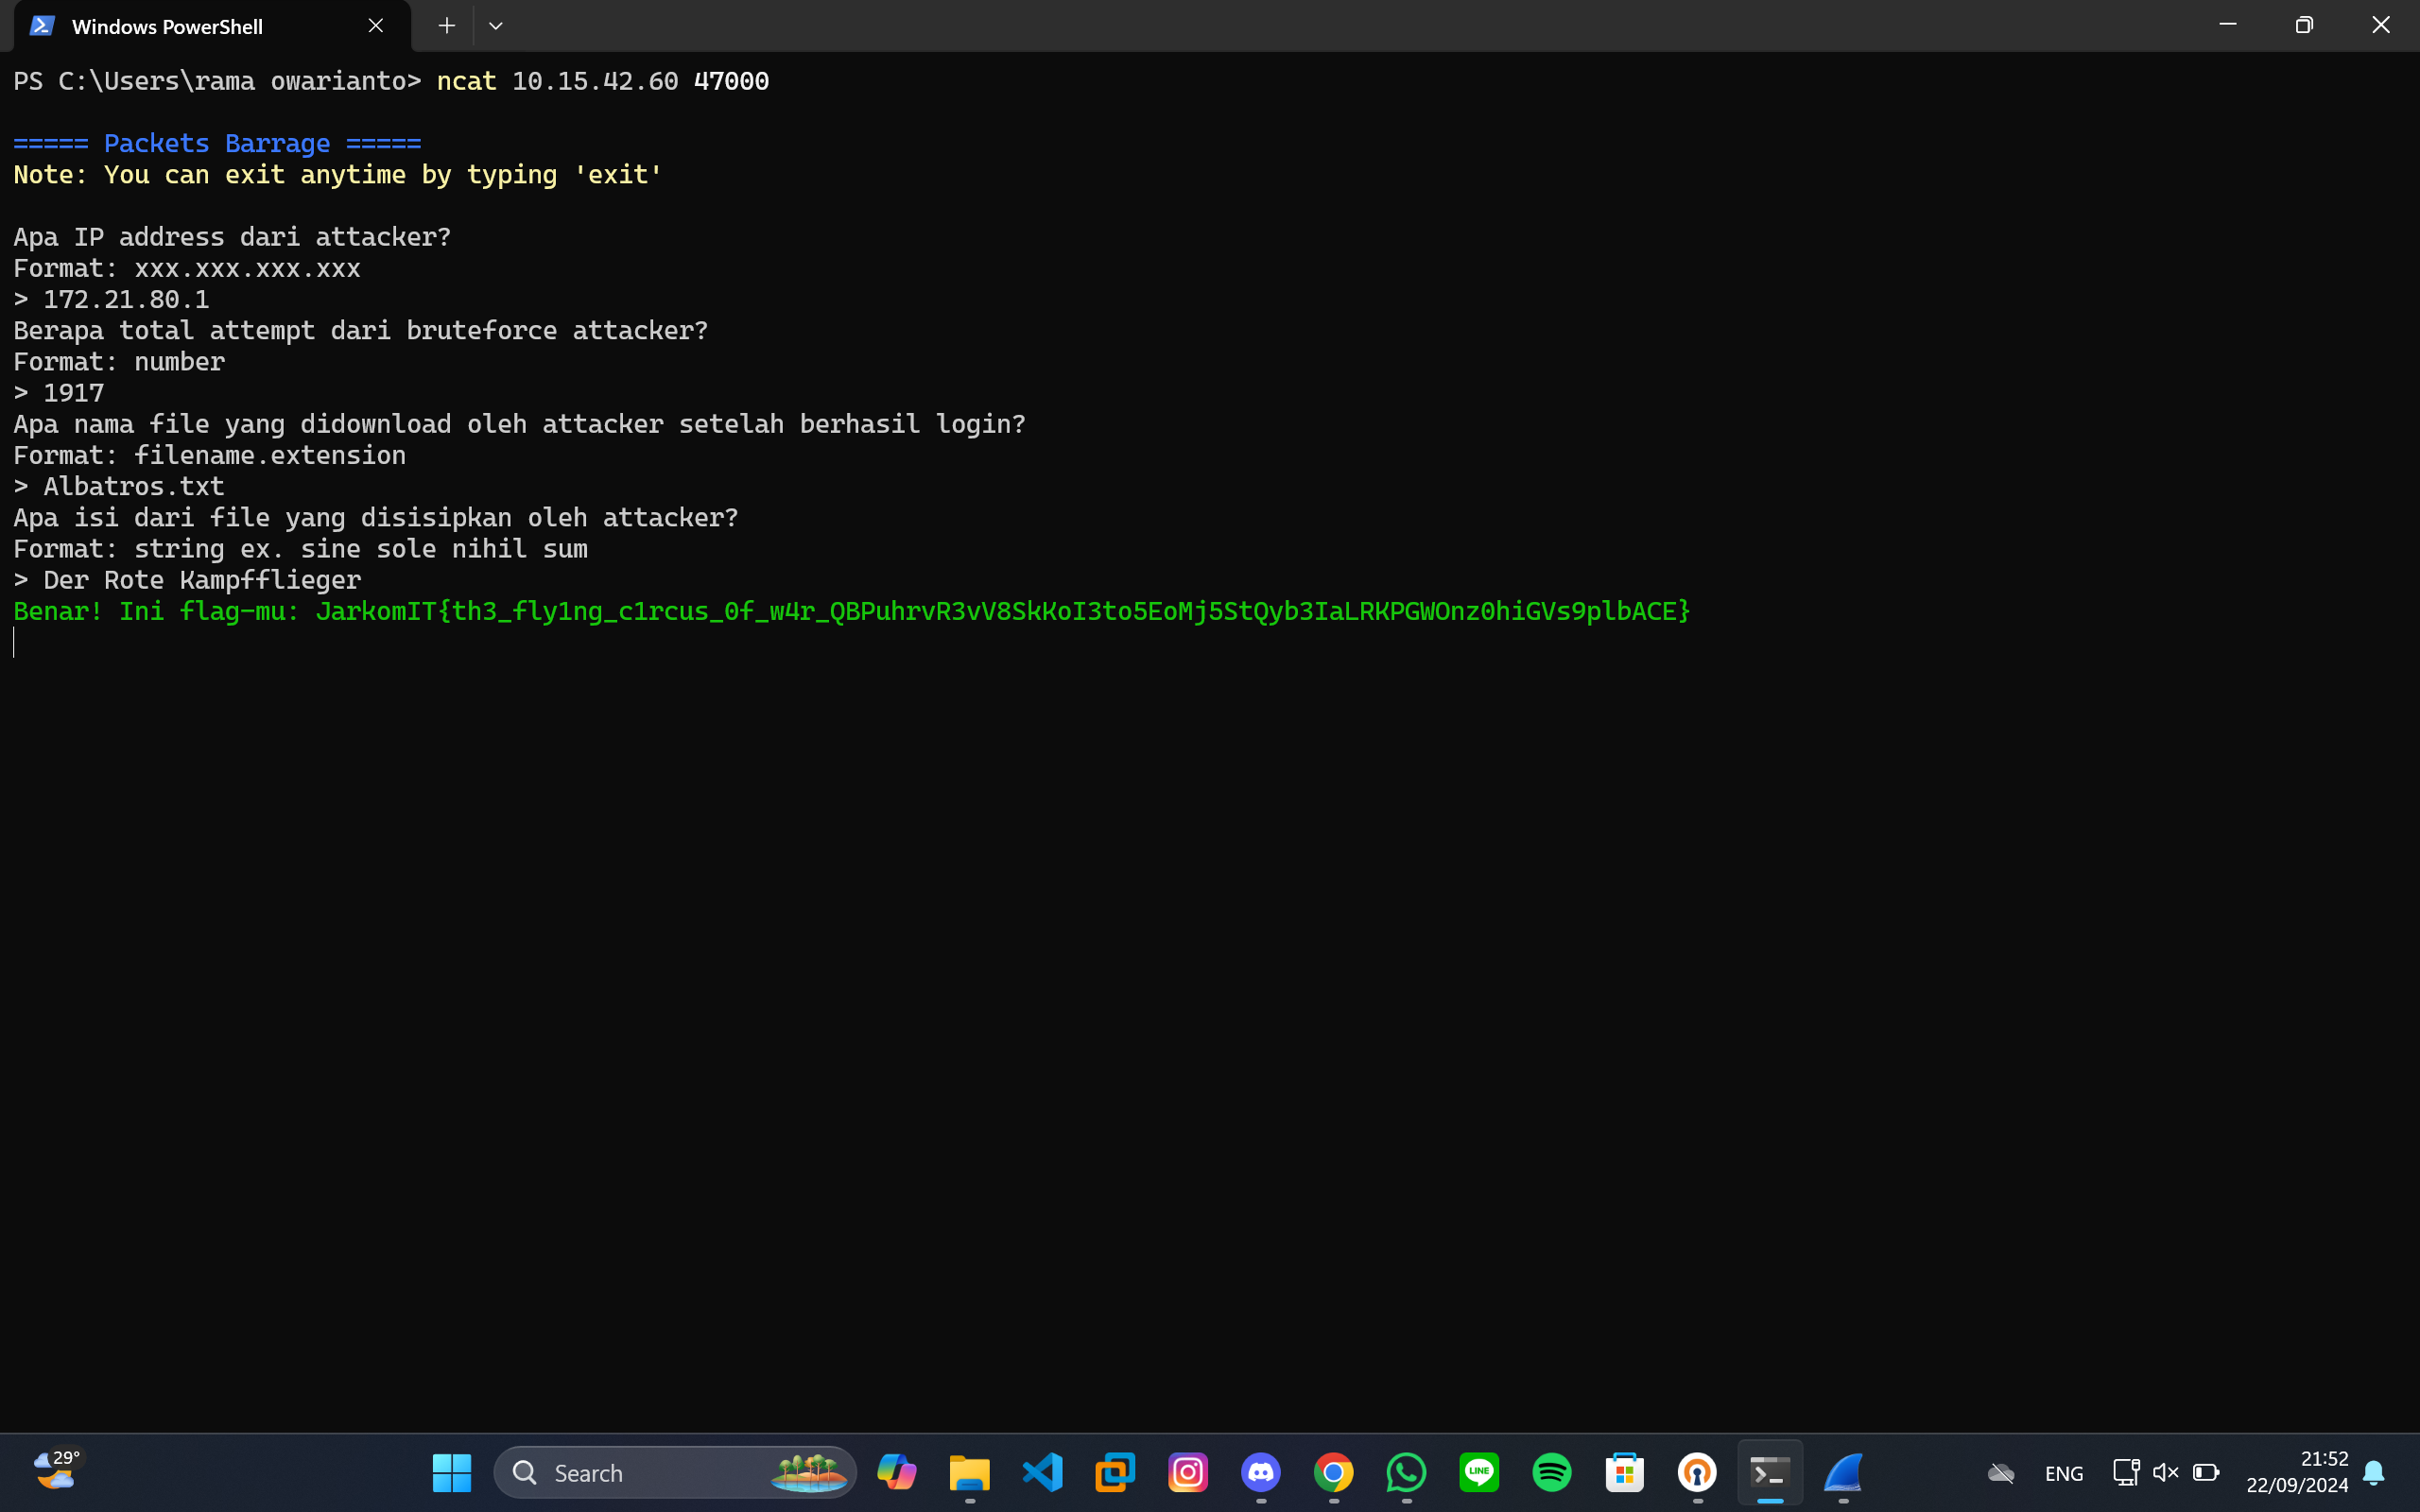 Windows PowerShell
PS C:\Users\rama owarianto> ncat 10.15.42.60 47000
===== Packets Barrage =====
Note: You can exit anytime by typing 'exit'
Apa IP address dari attacker?
Format: xxx.xxx.xxx.xxx
> 172.21.80.1
Berapa total attempt dari bruteforce attacker?
Format: number
> 1917
Apa nama file yang didownload oleh attacker setelah berhasil login?
Format: filename.extension
> Albatros.txt
Apa isi dari file yang disisipkan oleh attacker?
Format: string ex. sine sole nihil sum
> Der Rote Kampfflieger
Benar! Ini flag-mu: JarkomIT{th3_fly1ng_c1rcus_0f_w4r_QBPuhrvR3vV8SkKoI3to5EoMj5StQyb3IaLRKPGWOnz0hiGVs9plbACE}
29°
Search
LINE
ENG
21:52
22/09/2024